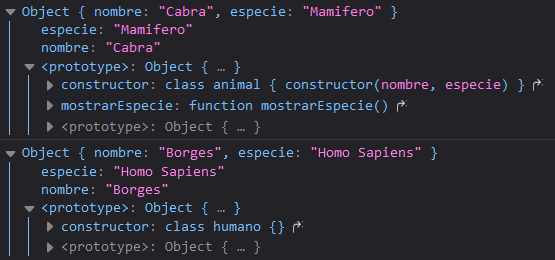 Object { nombre: "Cabra", especie: "Mamifero" }
especie: "Mamifero"
nombre: "Cabra"
<prototype>: Object { … }
constructor: class animal { constructor(nombre, especie) }
mostrarEspecie: function mostrarEspecie()
<prototype>: Object { … }
Object { nombre: "Borges", especie: "Homo Sapiens" }
especie: "Homo Sapiens"
nombre: "Borges"
<prototype>: Object { … }
constructor: class humano {}
<prototype>: Object { … }